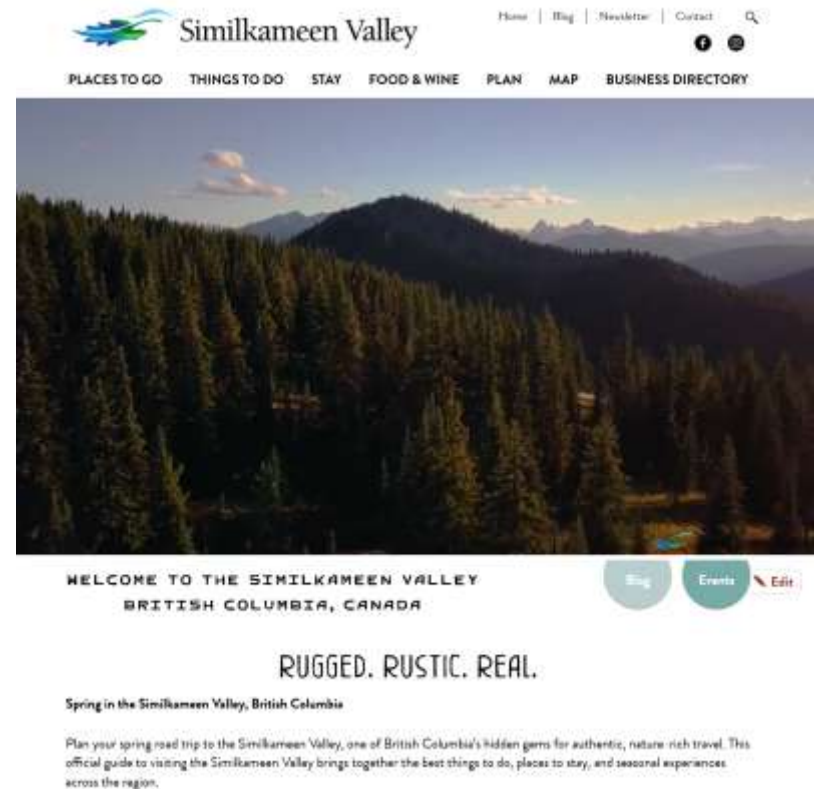 Similkameen Valley
Home | Blog | Newsletter | Contact
PLACES TO GO THINGS TO DO STAY FOOD & WINE PLAN MAP BUSINESS DIRECTORY
WELCOME TO THE SIMILKAMEEN VALLEY
BRITISH COLUMBIA, CANADA
Blog Events Edit
RUGGED. RUSTIC. REAL.
Spring in the Similkameen Valley, British Columbia
Plan your spring road trip to the Similkameen Valley, one of British Columbia's hidden gems for authentic, nature-rich travel. This
official guide to visiting the Similkameen Valley brings together the best things to do, places to stay, and seasonal experiences
across the region.